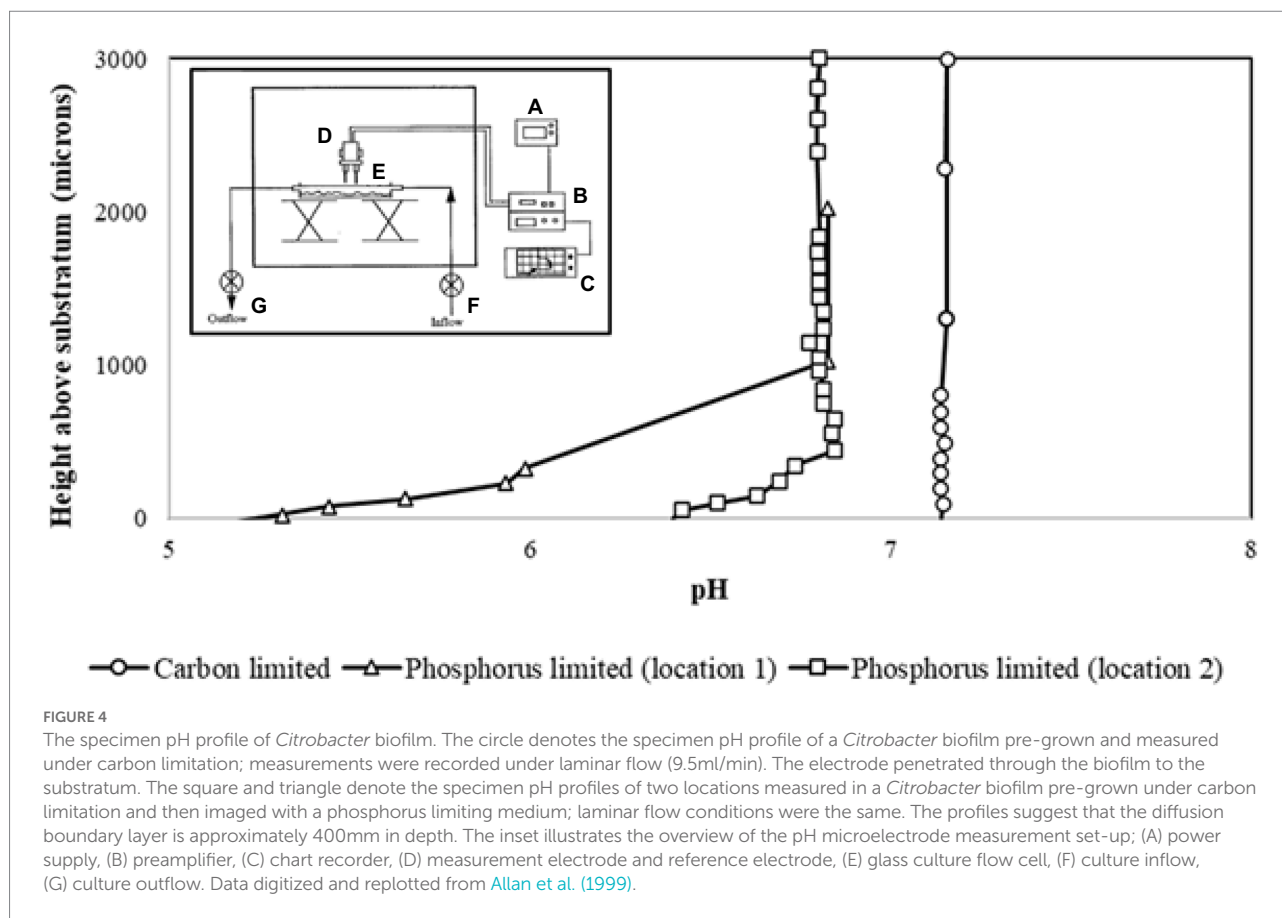 3000
2000
1000
0
Height above substratum (microns)
A
D
E
B
C
G
F
Outflow
Inflow
5
6
7
8
pH
Carbon limited
Phosphorus limited (location 1)
Phosphorus limited (location 2)
FIGURE 4
The specimen pH profile of Citrobacter biofilm. The circle denotes the specimen pH profile of a Citrobacter biofilm pre-grown and measured
under carbon limitation; measurements were recorded under laminar flow (9.5ml/min). The electrode penetrated through the biofilm to the
substratum. The square and triangle denote the specimen pH profiles of two locations measured in a Citrobacter biofilm pre-grown under carbon
limitation and then imaged with a phosphorus limiting medium; laminar flow conditions were the same. The profiles suggest that the diffusion
boundary layer is approximately 400mm in depth. The inset illustrates the overview of the pH microelectrode measurement set-up; (A) power
supply, (B) preamplifier, (C) chart recorder, (D) measurement electrode and reference electrode, (E) glass culture flow cell, (F) culture inflow,
(G) culture outflow. Data digitized and replotted from Allan et al. (1999).